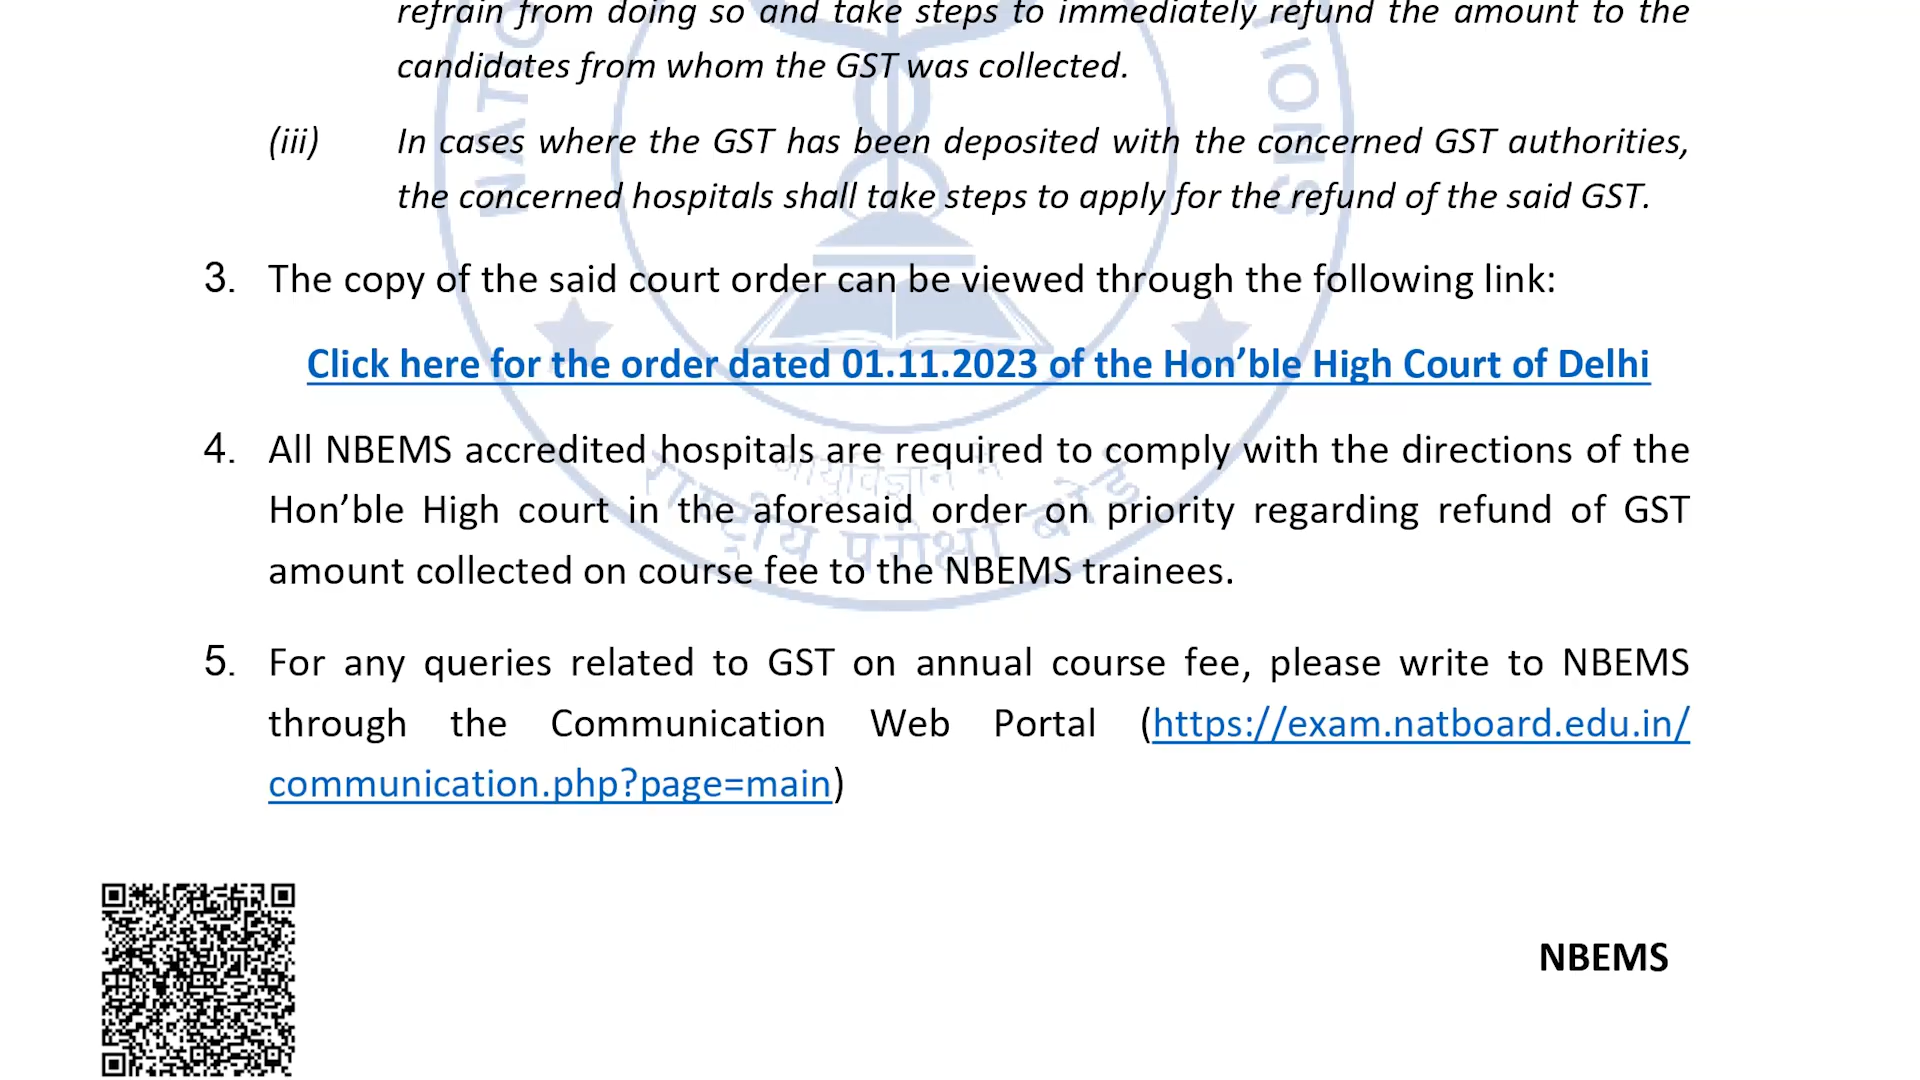 refrain from doing so and take steps to immediately refund the amount to the
candidates from whom the GST was collected.
(iii) In cases where the GST has been deposited with the concerned GST authorities,
the concerned hospitals shall take steps to apply for the refund of the said GST.
3. The copy of the said court order can be viewed through the following link:
Click here for the order dated 01.11.2023 of the Hon’ble High Court of Delhi
4. All NBEMS accredited hospitals are required to comply with the directions of the
Hon’ble High court in the aforesaid order on priority regarding refund of GST
amount collected on course fee to the NBEMS trainees.
5. For any queries related to GST on annual course fee, please write to NBEMS
through the Communication Web Portal (https://exam.natboard.edu.in/
communication.php?page=main)
NBEMS
राष्ट्रीय परीक्षा बोर्ड